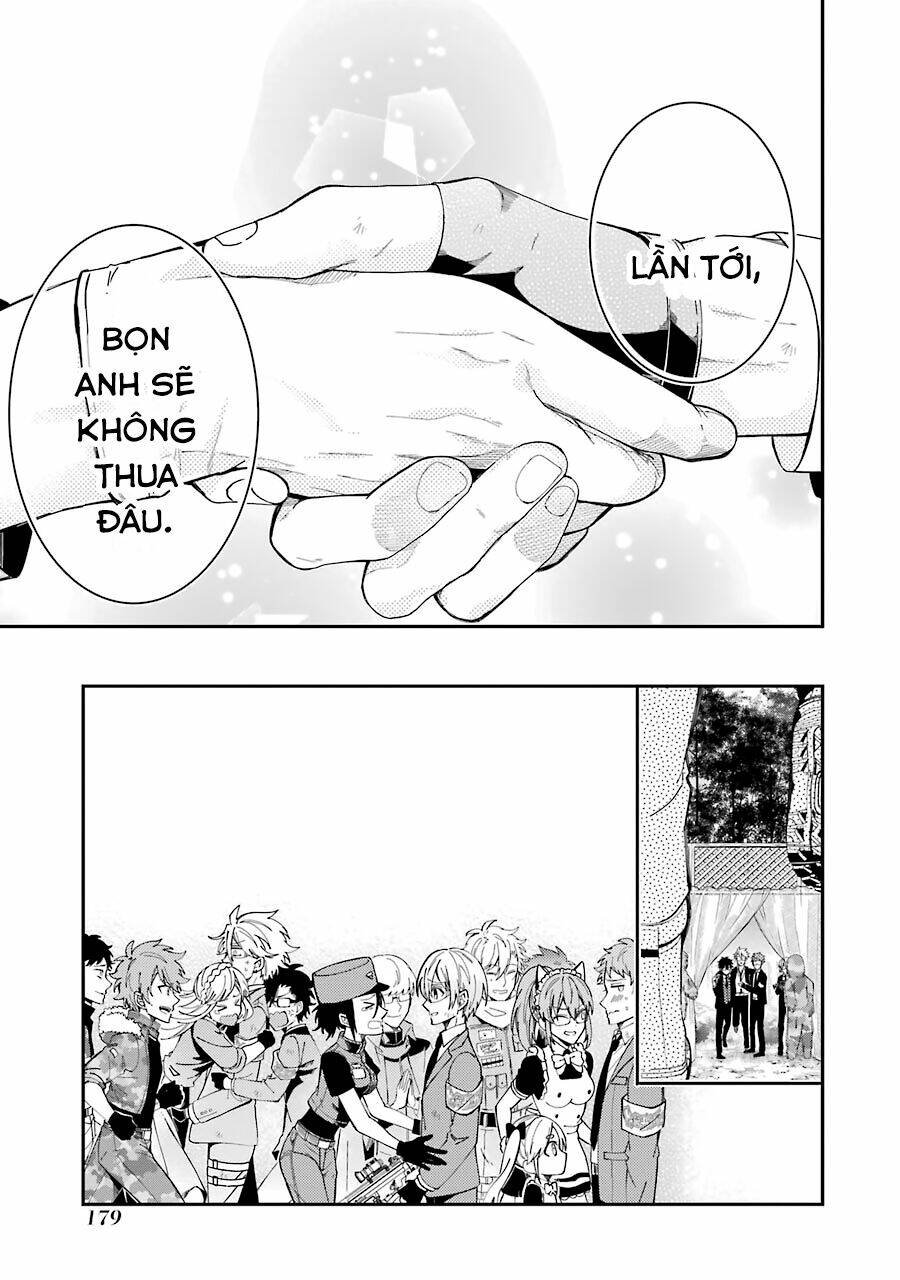 LẦN TỚI,
BỌN
ANH SẼ
KHÔNG
THUA
ĐÂU.
179